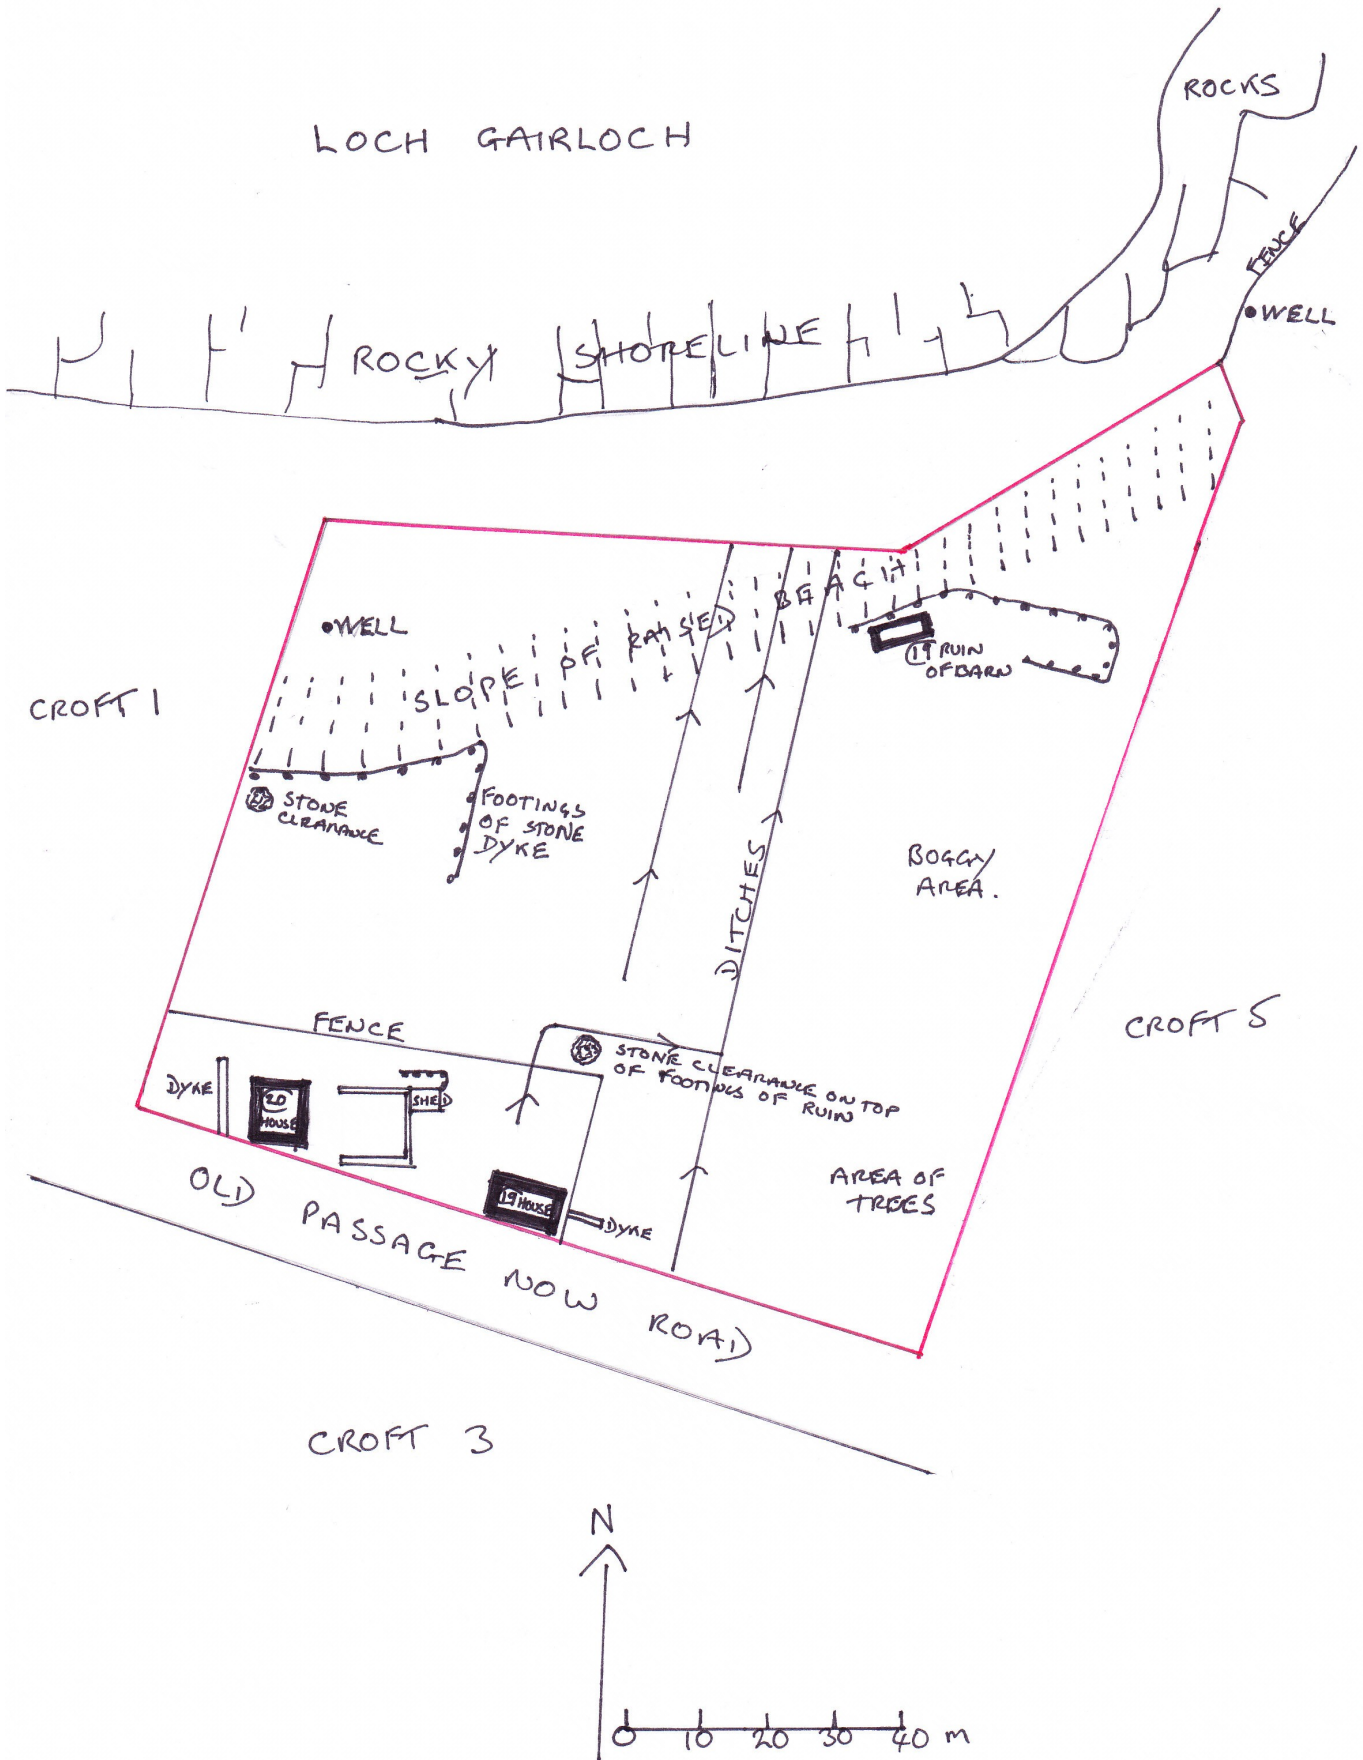 ROCKS
LOCH GAIRLOCH
FENCE
WELL
ROCKY SHORELINE
WELL
SLOPE OF RAISED BEACH
19 RUIN
OF BARN
CROFT 1
STONE
CLRARANCE
FOOTINGS
OF STONE
DYKE
BOGGY
AREA.
DITCHES
CROFT 5
FENCE
STONE CLEARANCE ON TOP
OF FOOTINGS OF RUIN
DYKE
20
HOUSE
SHED
19 HOUSE
DYKE
AREA OF
TREES
OLD PASSAGE NOW ROAD
CROFT 3
N
0 10 20 30 40 m